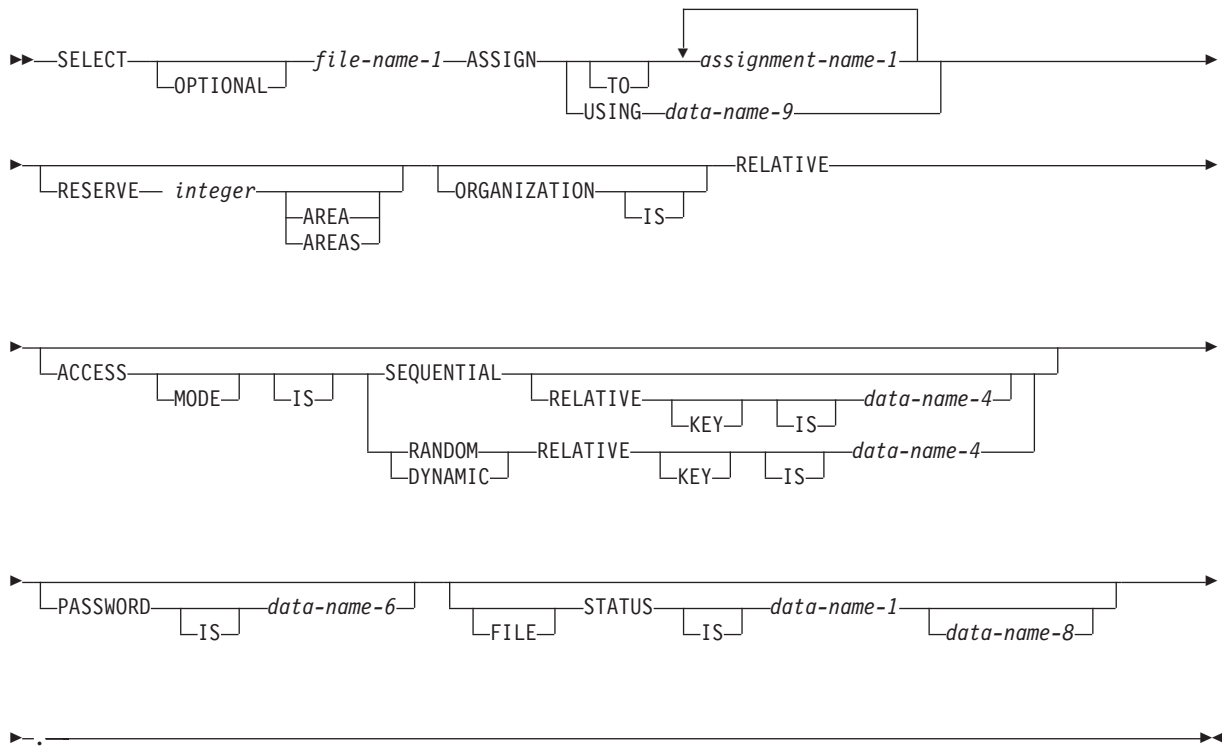 SELECT OPTIONAL file-name-1 ASSIGN TO assignment-name-1
USING data-name-9
RESERVE integer AREA AREAS ORGANIZATION IS RELATIVE
ACCESS MODE IS SEQUENTIAL RELATIVE KEY IS data-name-4
RANDOM DYNAMIC RELATIVE KEY IS data-name-4
PASSWORD IS data-name-6 FILE STATUS IS data-name-1 data-name-8
.